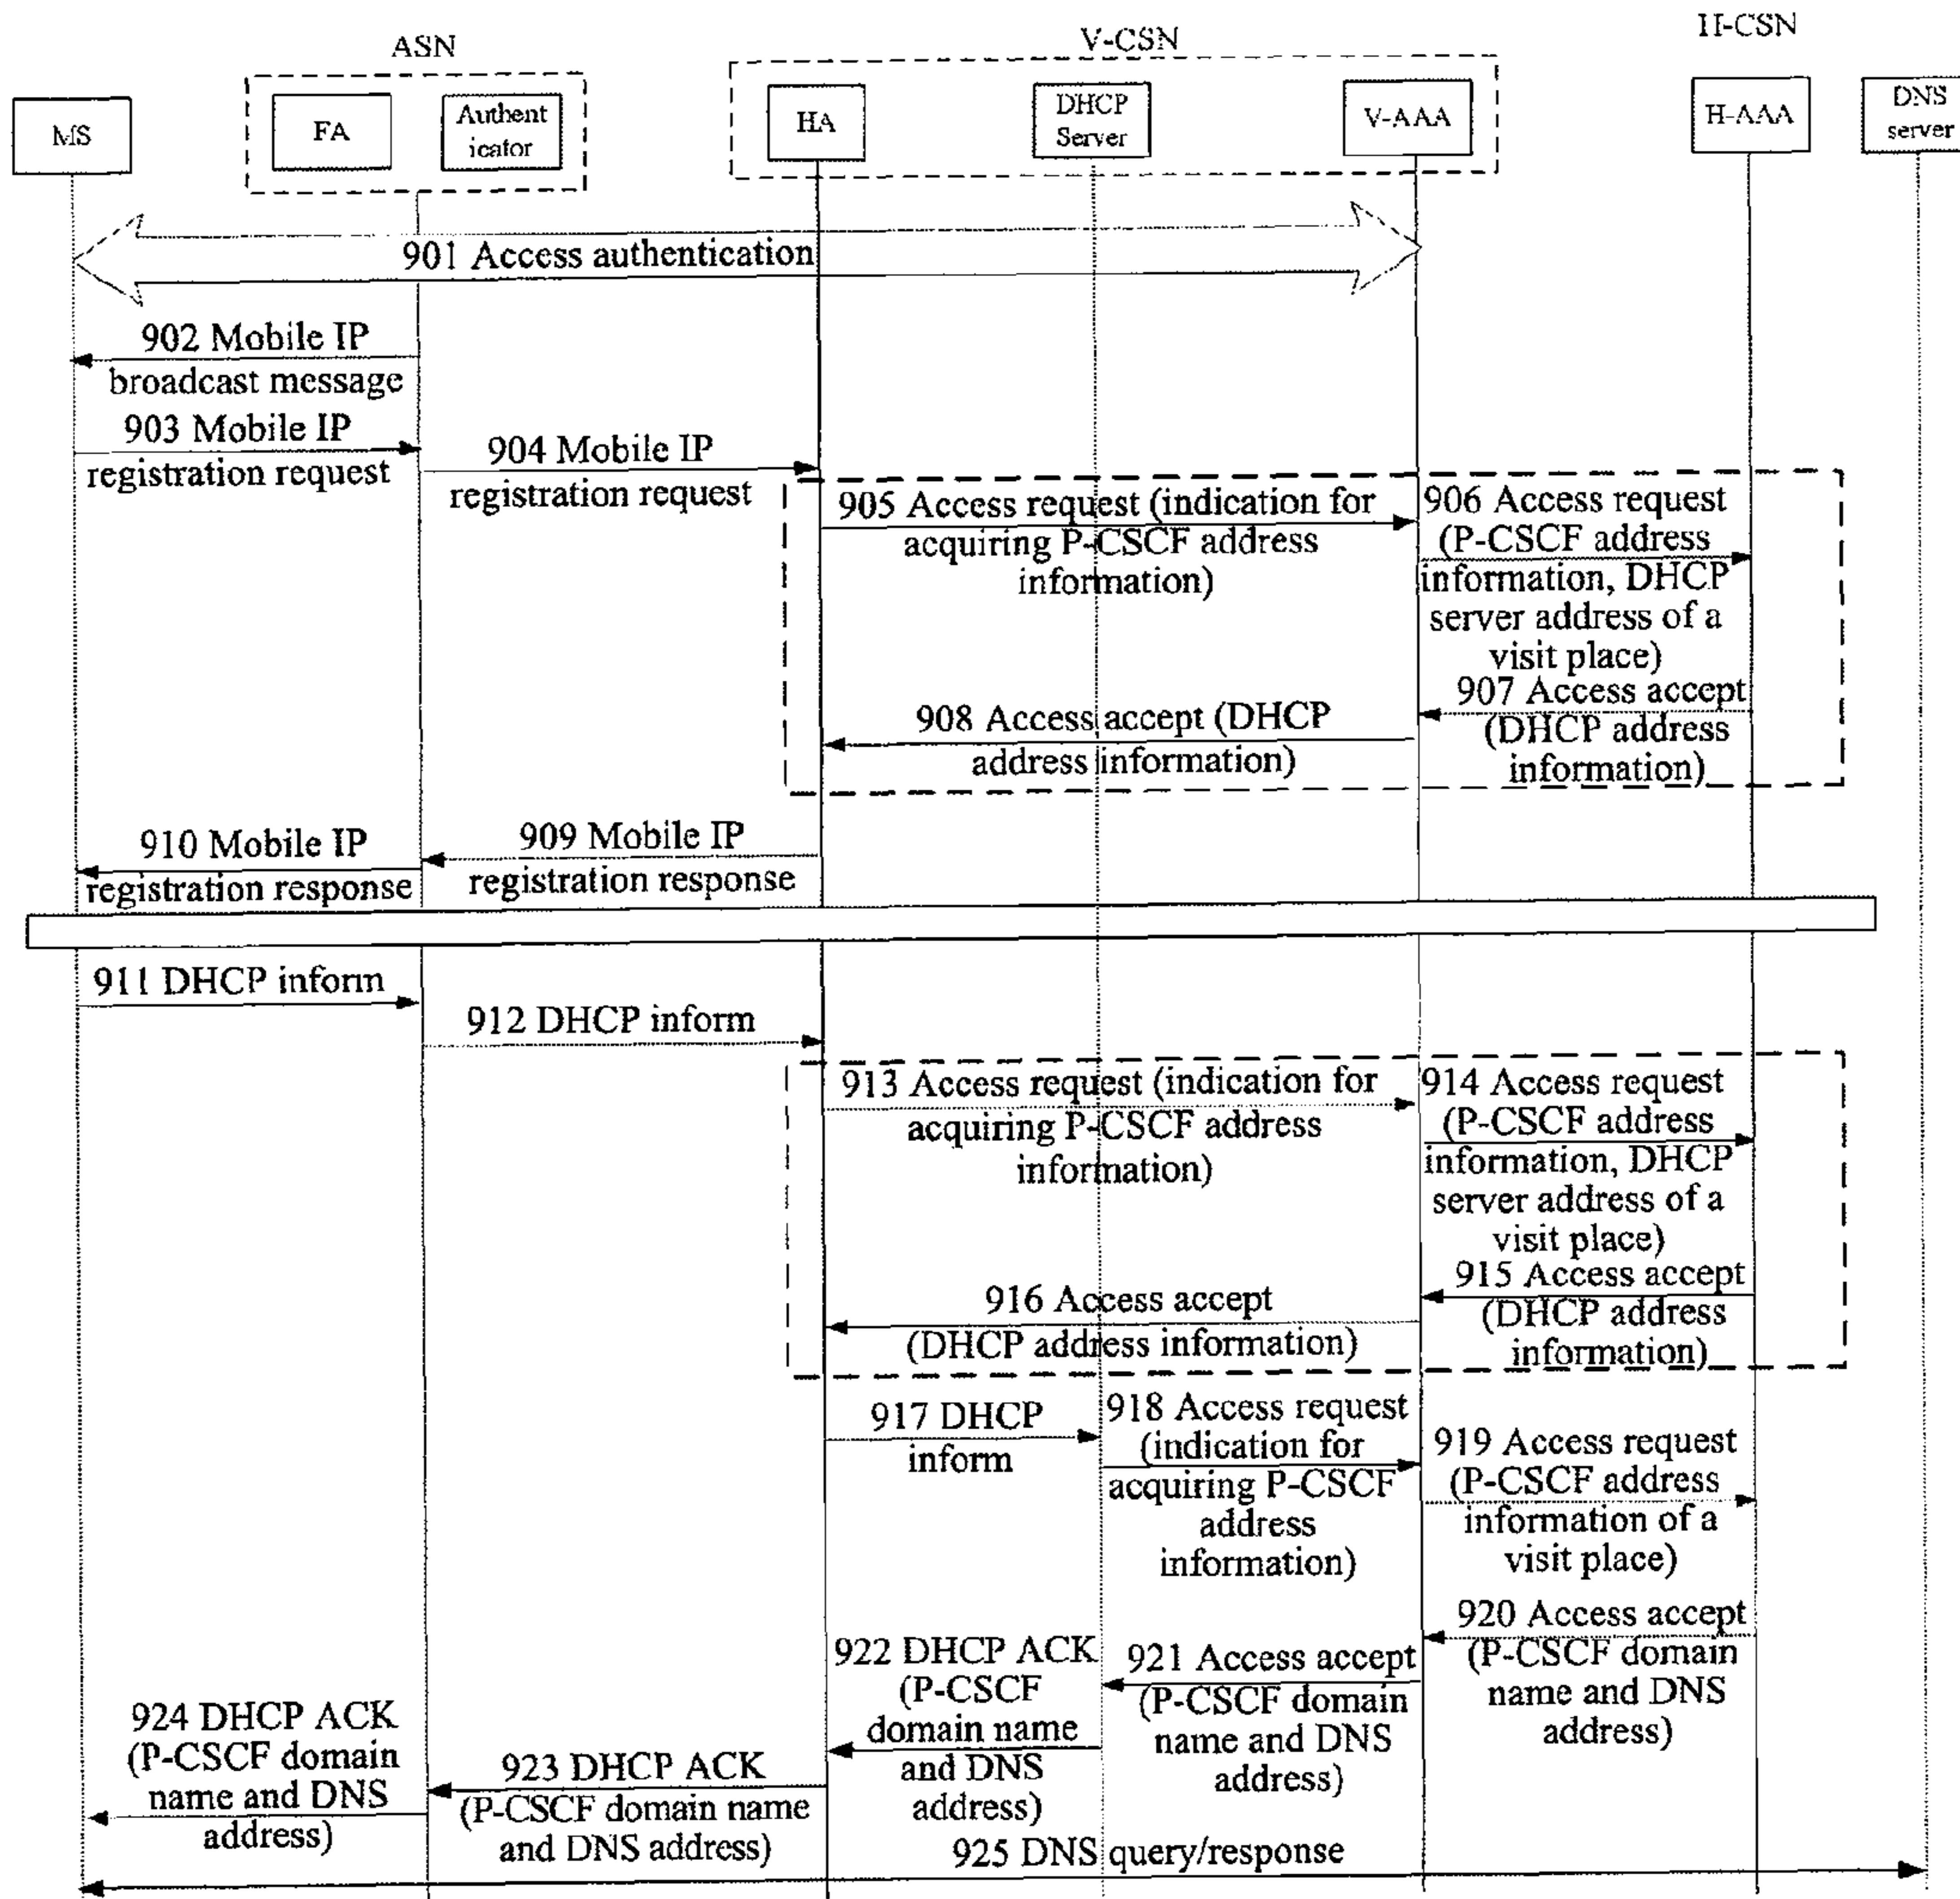 ASN
V-CSN
H-CSN
MS
FA
Authent
icator
HA
DHCP
Server
V-AAA
H-AAA
DNS
server
901 Access authentication
902 Mobile IP
broadcast message
903 Mobile IP
registration request
904 Mobile IP
registration request
905 Access request (indication for
acquiring P-CSCF address
information)
906 Access request
(P-CSCF address
information, DHCP
server address of a
visit place)
907 Access accept
(DHCP address
information)
908 Access accept (DHCP
address information)
909 Mobile IP
registration response
910 Mobile IP
registration response
911 DHCP inform
912 DHCP inform
913 Access request (indication for
acquiring P-CSCF address
information)
914 Access request
(P-CSCF address
information, DHCP
server address of a
visit place)
915 Access accept
(DHCP address
information)
916 Access accept
(DHCP address information)
917 DHCP
inform
918 Access request
(indication for
acquiring P-CSCF
address
information)
919 Access request
(P-CSCF address
information of a
visit place)
920 Access accept
(P-CSCF domain
name and DNS
address)
921 Access accept
(P-CSCF domain
name and DNS
address)
922 DHCP ACK
(P-CSCF
domain name
and DNS
address)
923 DHCP ACK
(P-CSCF domain name
and DNS address)
924 DHCP ACK
(P-CSCF domain
name and DNS
address)
925 DNS query/response